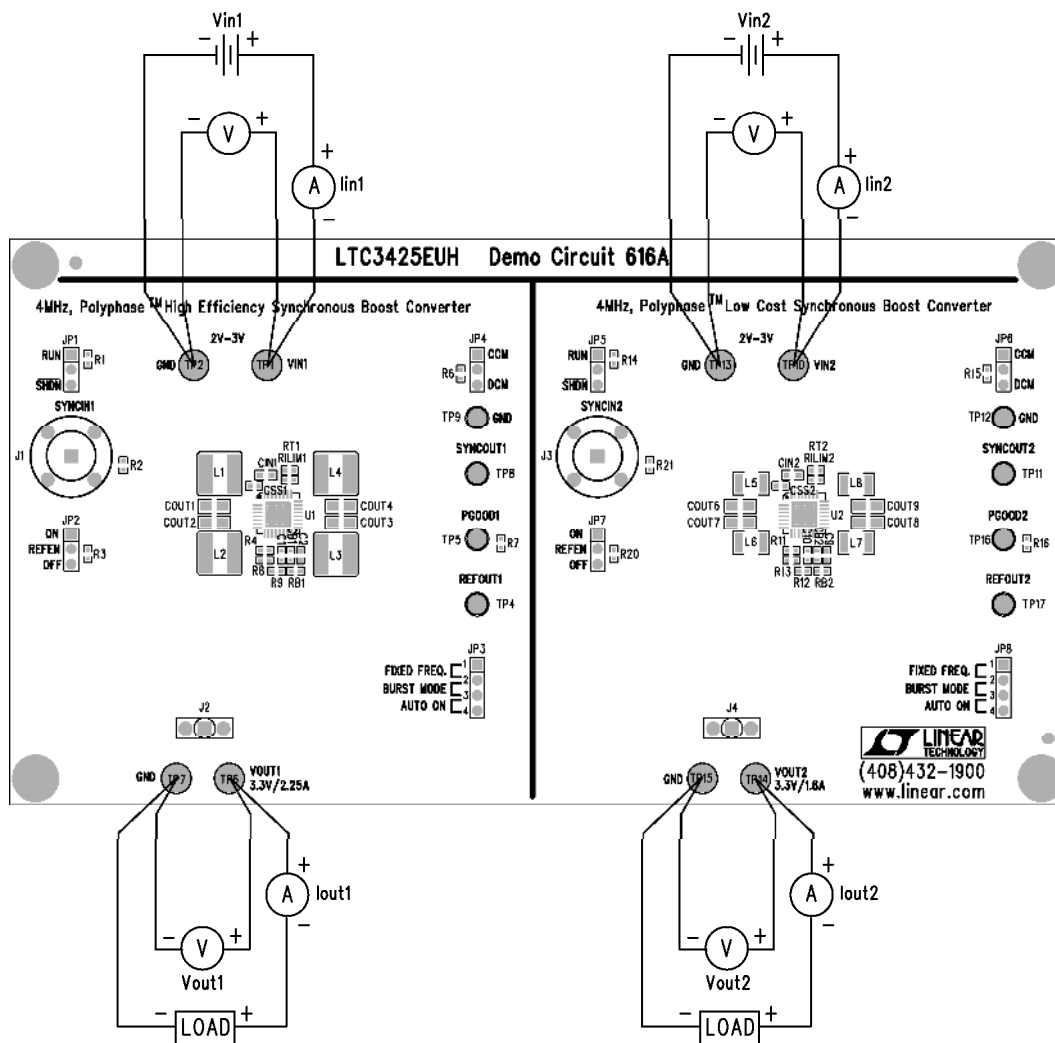 Vin1
- +
- V +
+
A Iin1
-
Vin2
- +
- V +
+
A Iin2
-
LTC3425EUH Demo Circuit 616A
4MHz, Polyphase™ High Efficiency Synchronous Boost Converter
2V-3V
JP1
RUN
R1
SHDN
GND TP2
TP1 VIN1
JP4
CCM
R6
DCM
SYNCIN1
J1
R2
TP9 GND
SYNCOUT1
TP8
RT1
RILIM1
CIN1
CSS1
L1
L4
COUT1
COUT2
U1
COUT4
COUT3
L2
L3
R4
R8
R9
RB1
JP2
ON
REFEN
OFF
R3
PGOOD1
TP5
R7
REFOUT1
TP4
JP3
FIXED FREQ.
BURST MODE
AUTO ON
1
2
3
4
J2
GND TP7
TP6 VOUT1
3.3V/2.25A
+
A Iout1
-
- V +
Vout1
- LOAD +
4MHz, Polyphase™ Low Cost Synchronous Boost Converter
2V-3V
JP5
RUN
R14
SHDN
GND TP13
TP10 VIN2
JP6
CCM
R15
DCM
SYNCIN2
J3
R21
TP12 GND
SYNCOUT2
TP11
RT2
RILIM2
CIN2
CSS2
L5
L8
COUT6
COUT7
U2
COUT9
COUT8
L6
L7
R11
R13
R12
RB2
JP7
ON
REFEN
OFF
R20
PGOOD2
TP16
R16
REFOUT2
TP17
JP8
FIXED FREQ.
BURST MODE
AUTO ON
1
2
3
4
J4
GND TP15
TP14 VOUT2
3.3V/1.8A
LINEAR
TECHNOLOGY
(408)432-1900
www.linear.com
+
A Iout2
-
- V +
Vout2
- LOAD +